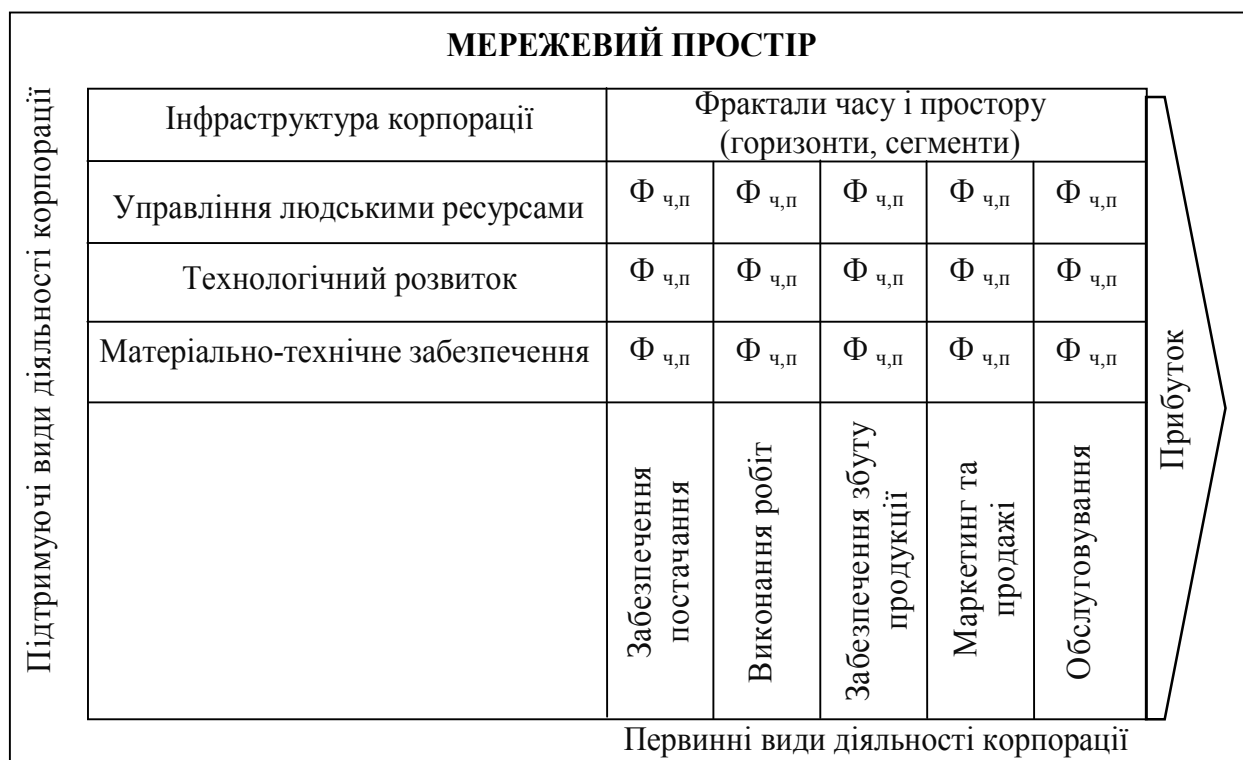 МЕРЕЖЕВИЙ ПРОСТІР
Підтримуючі види діяльності корпорації
Інфраструктура корпорації
Фрактали часу і простору
(горизонти, сегменти)
Управління людськими ресурсами
Ф ч,п Ф ч,п Ф ч,п Ф ч,п Ф ч,п
Технологічний розвиток
Ф ч,п Ф ч,п Ф ч,п Ф ч,п Ф ч,п
Матеріально-технічне забезпечення
Ф ч,п Ф ч,п Ф ч,п Ф ч,п Ф ч,п
Забезпечення
постачання
Виконання робіт
Забезпечення збуту
продукції
Маркетинг та
продажі
Обслуговування
Прибуток
Первинні види діяльності корпорації